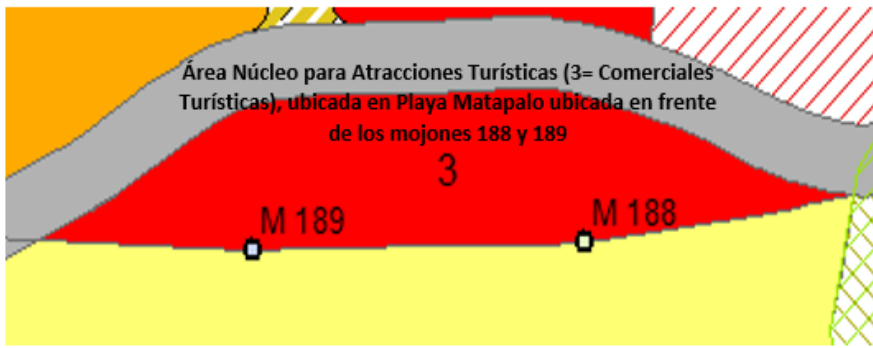 Área Núcleo para Atracciones Turísticas (3= Comerciales
Turísticas), ubicada en Playa Matapalo ubicada en frente
de los mojones 188 y 189
3
M 189
M 188